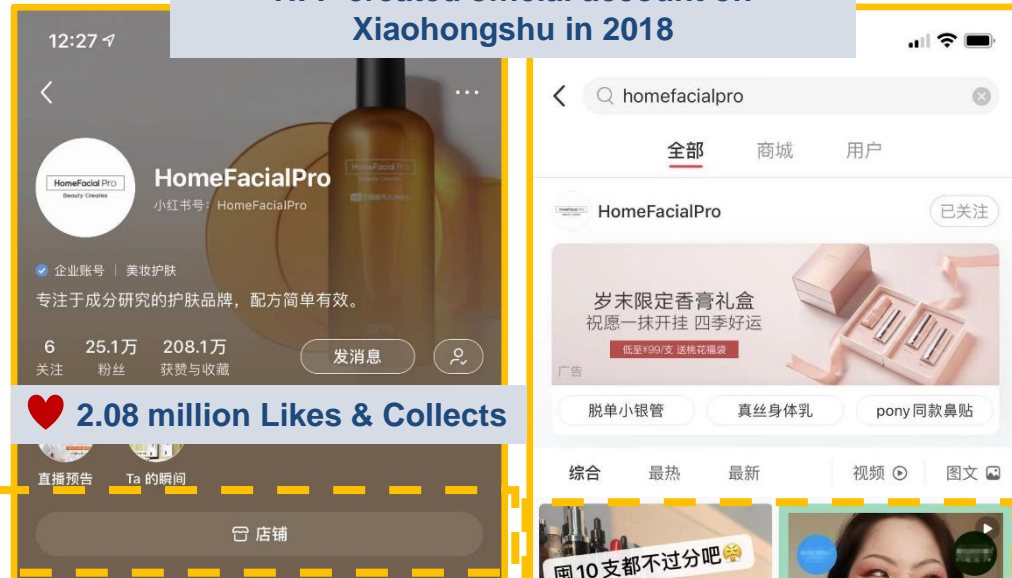 Xiaohongshu in 2018
12:27
HomeFacial Pro
Beauty Creates
HomeFacialPro
小红书号: HomeFacialPro
企业账号 | 美妆护肤
专注于成分研究的护肤品牌，配方简单有效。
6 关注
25.1万 粉丝
208.1万 获赞与收藏
发消息
2.08 million Likes & Collects
直播预告
Ta 的瞬间
店铺
homefacialpro
全部 商城 用户
HomeFacialPro
已关注
岁末限定香膏礼盒
祝愿一抹开挂 四季好运
低至¥99/支 送桃花福袋
广告
脱单小银管
真丝身体乳
pony同款鼻贴
综合 最热 最新 视频 图文
囤10支都不过分吧